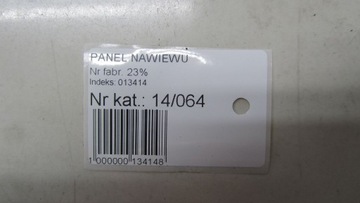 PANEL NAWIEWU
Nr fabr. 23%
Indeks: 013414
Nr kat.: 14/064
1 000000 134148